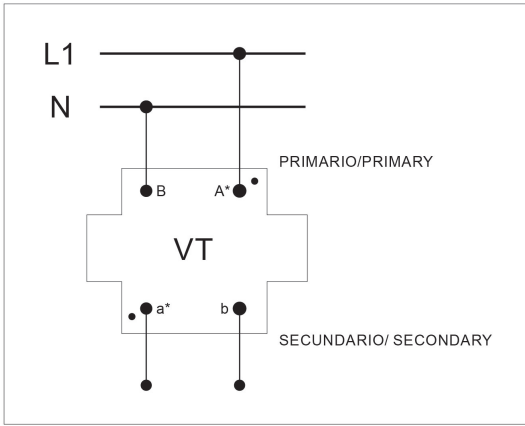 L1
N
PRIMARIO/PRIMARY
B A*
VT
a* b
SECUNDARIO/ SECONDARY